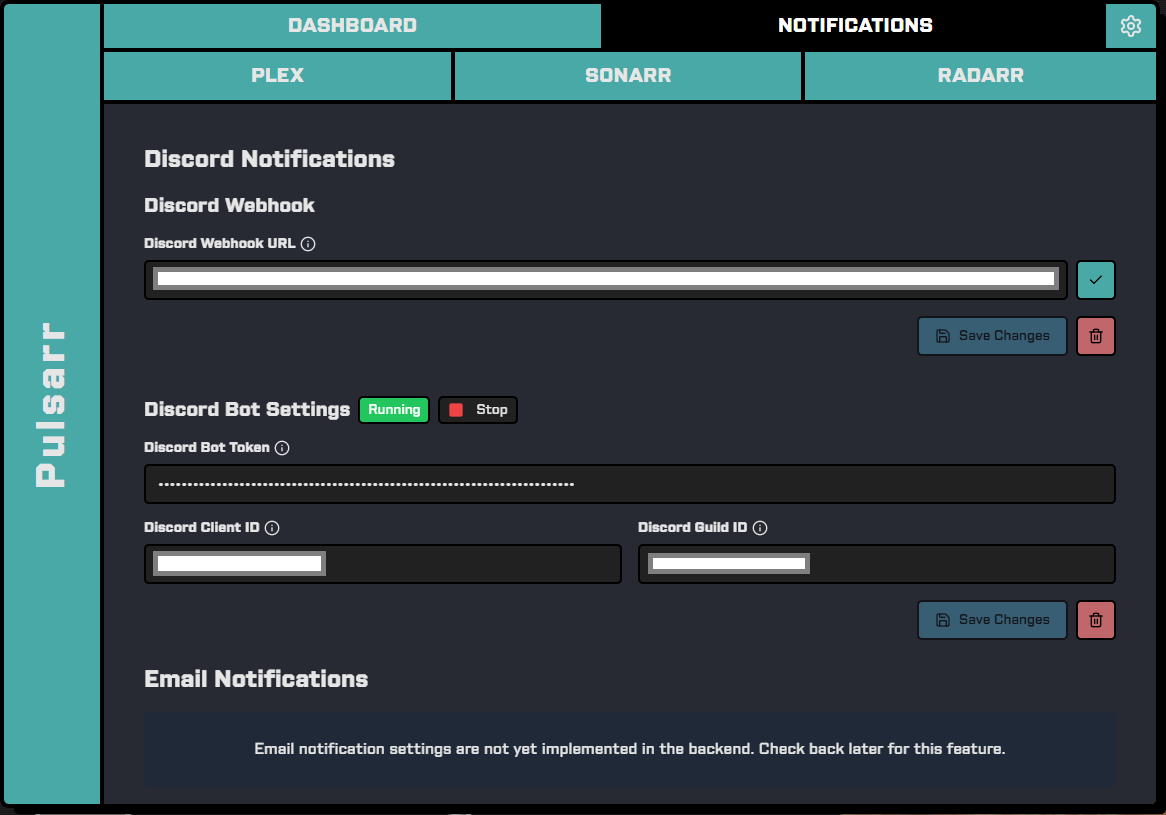 DASHBOARD
NOTIFICATIONS
PLEX
SONARR
RADARR
Pulsarr
Discord Notifications
Discord Webhook
Discord Webhook URL
Save Changes
Discord Bot Settings
Running
Stop
Discord Bot Token
Discord Client ID
Discord Guild ID
Save Changes
Email Notifications
Email notification settings are not yet implemented in the backend. Check back later for this feature.